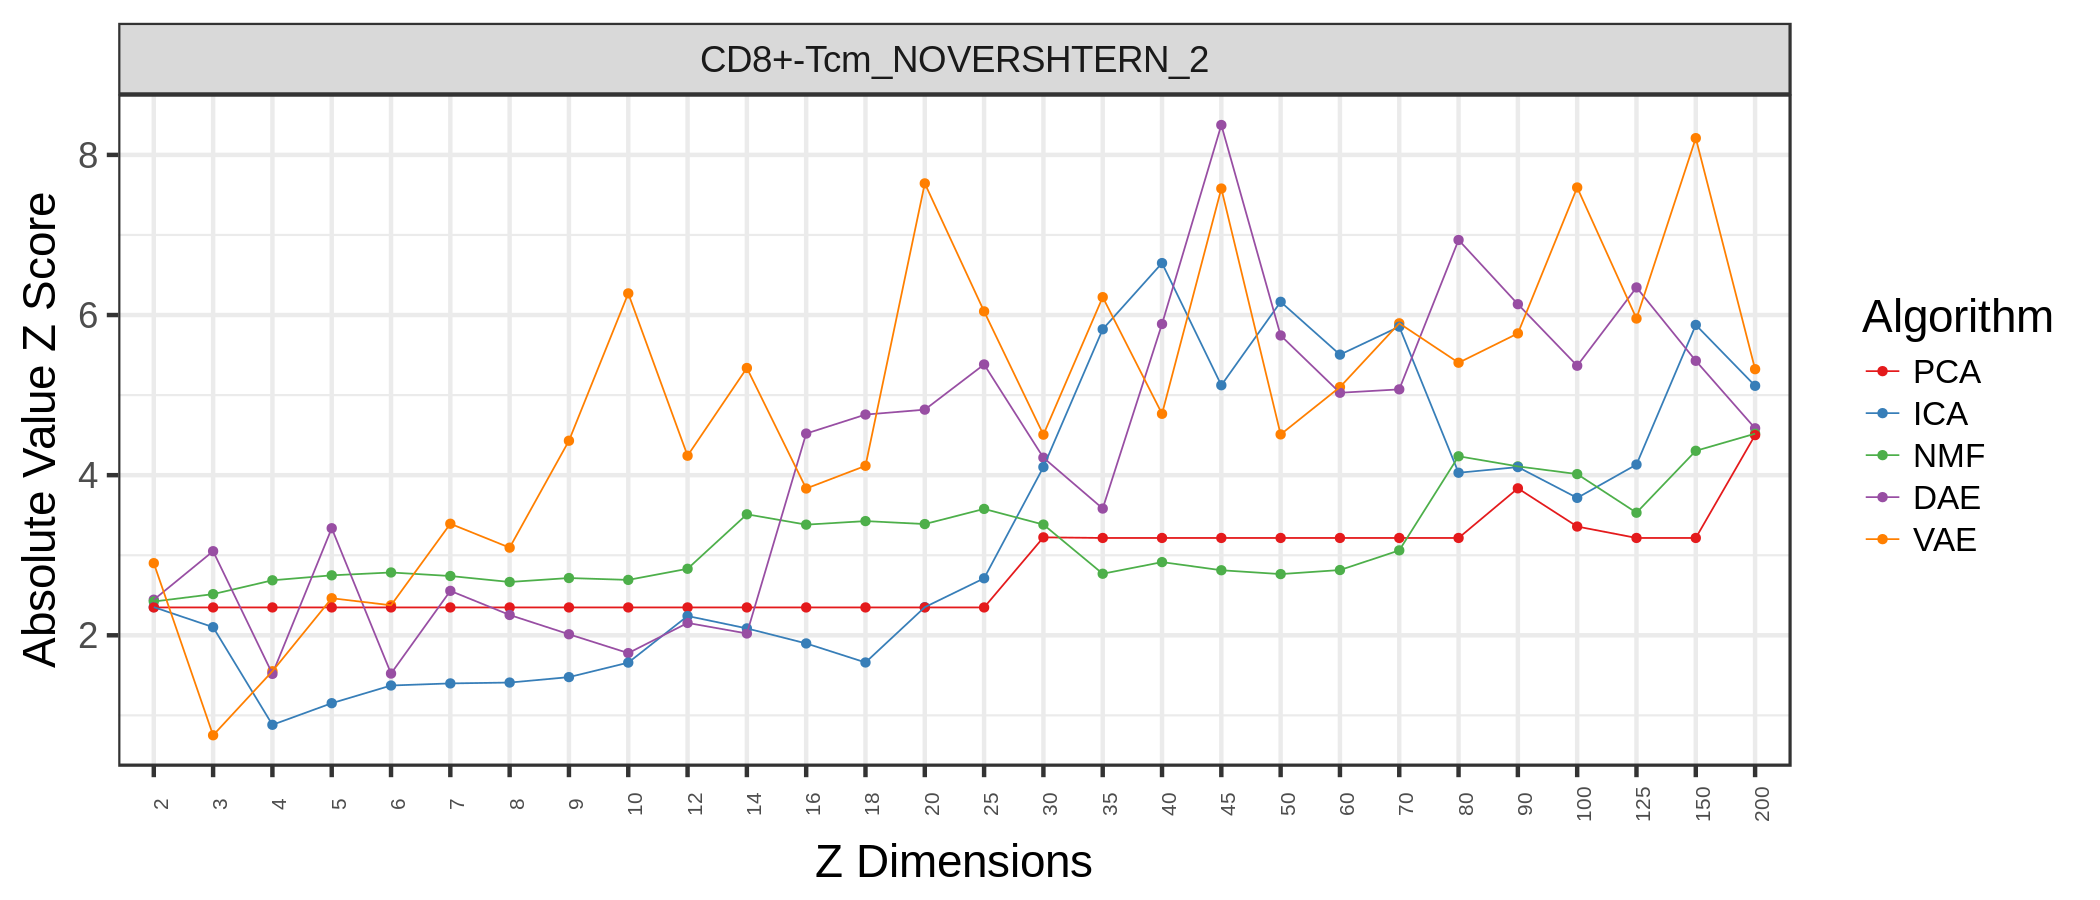 CD8+-Tcm_NOVERSHTERN_2
Absolute Value Z Score
8
6
4
2
2 3 4 5 6 7 8 9 10 12 14 16 18 20 25 30 35 40 45 50 60 70 80 90 100 125 150 200
Z Dimensions
Algorithm
PCA
ICA
NMF
DAE
VAE